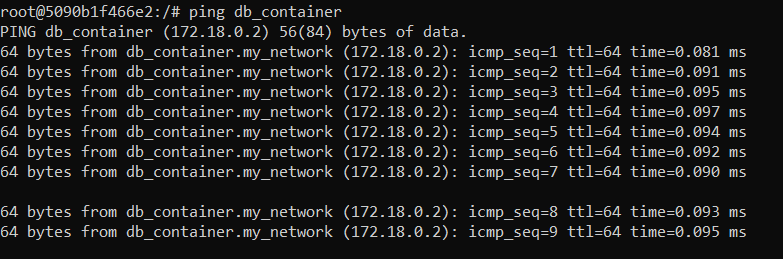 root@5090b1f466e2:/# ping db_container
PING db_container (172.18.0.2) 56(84) bytes of data.
64 bytes from db_container.my_network (172.18.0.2): icmp_seq=1 ttl=64 time=0.081 ms
64 bytes from db_container.my_network (172.18.0.2): icmp_seq=2 ttl=64 time=0.091 ms
64 bytes from db_container.my_network (172.18.0.2): icmp_seq=3 ttl=64 time=0.095 ms
64 bytes from db_container.my_network (172.18.0.2): icmp_seq=4 ttl=64 time=0.097 ms
64 bytes from db_container.my_network (172.18.0.2): icmp_seq=5 ttl=64 time=0.094 ms
64 bytes from db_container.my_network (172.18.0.2): icmp_seq=6 ttl=64 time=0.092 ms
64 bytes from db_container.my_network (172.18.0.2): icmp_seq=7 ttl=64 time=0.090 ms
64 bytes from db_container.my_network (172.18.0.2): icmp_seq=8 ttl=64 time=0.093 ms
64 bytes from db_container.my_network (172.18.0.2): icmp_seq=9 ttl=64 time=0.095 ms